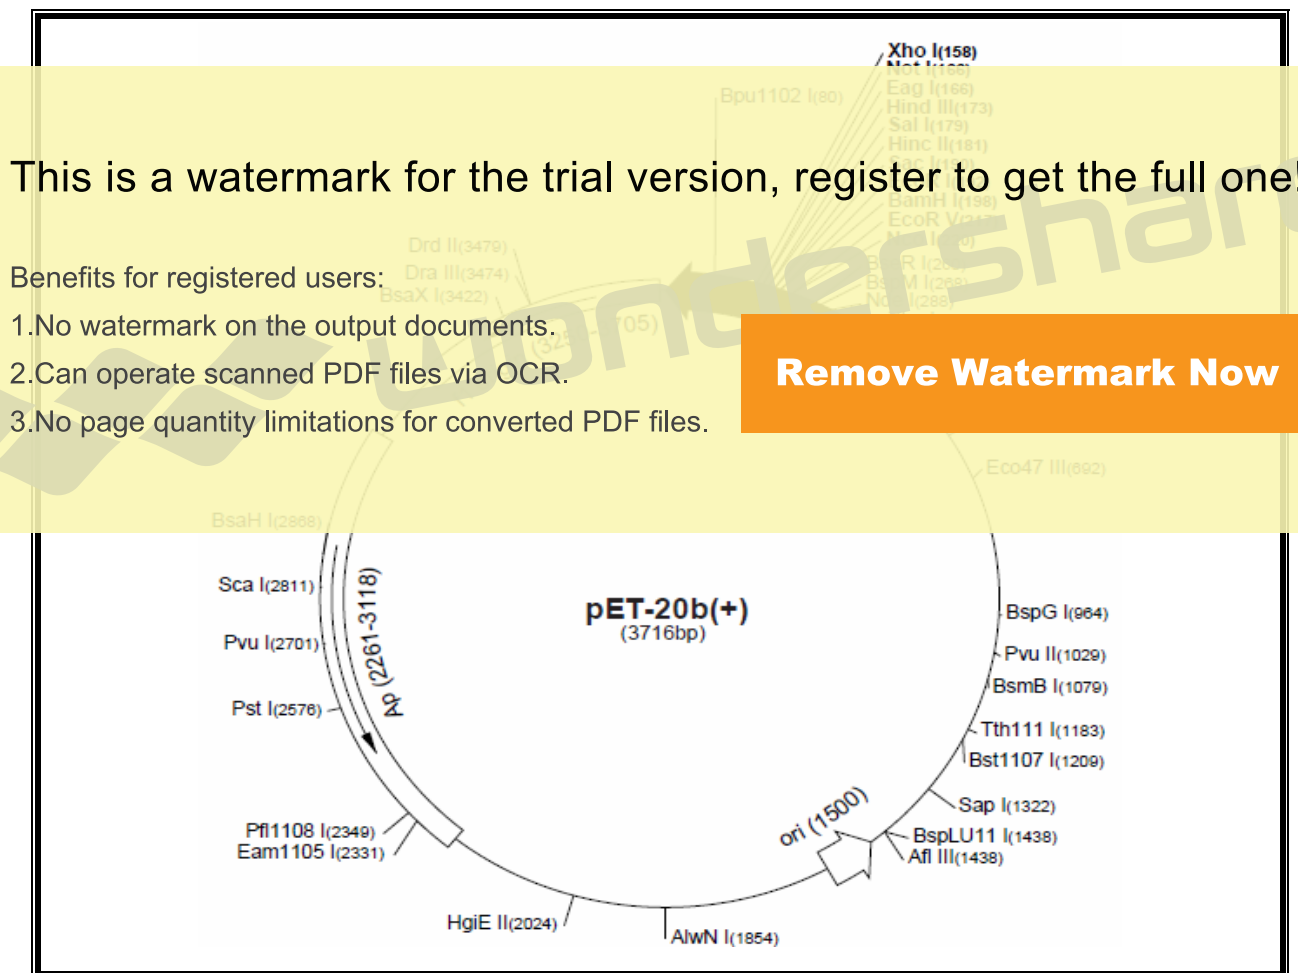 Xho I(158)
Not I(166)
Bpu1102 I(80)
Eag I(166)
Hind III(173)
Sal I(179)
Hinc II(181)
This is a watermark for the trial version, register to get the full one!
BamH I(198)
EcoR V
Drd II(3479)
Benefits for registered users:
Dra III(3474)
BsaX I(3422)
1.No watermark on the output documents.
wondershare
2.Can operate scanned PDF files via OCR.
Remove Watermark Now
3.No page quantity limitations for converted PDF files.
Eco47 III(692)
BsaH I(2868)
Sca I(2811)
Ap (2261-3118)
pET-20b(+)
(3716bp)
BspG I(964)
Pvu I(2701)
Pvu II(1029)
BsmB I(1079)
Pst I(2576)
Tth111 I(1183)
Bst1107 I(1209)
Sap I(1322)
ori (1500)
Pfl1108 I(2349)
BspLU11 I(1438)
Eam1105 I(2331)
Afl III(1438)
HgiE II(2024)
AlwN I(1854)